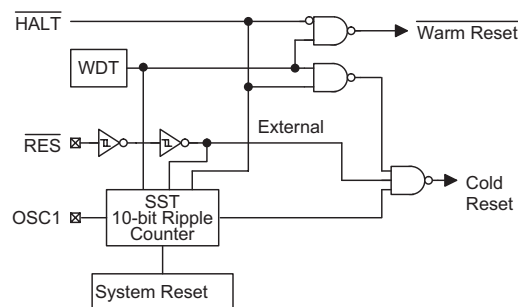 HALT
Warm Reset
WDT
External
RES
Cold
Reset
SST
10-bit Ripple
Counter
OSC1
System Reset